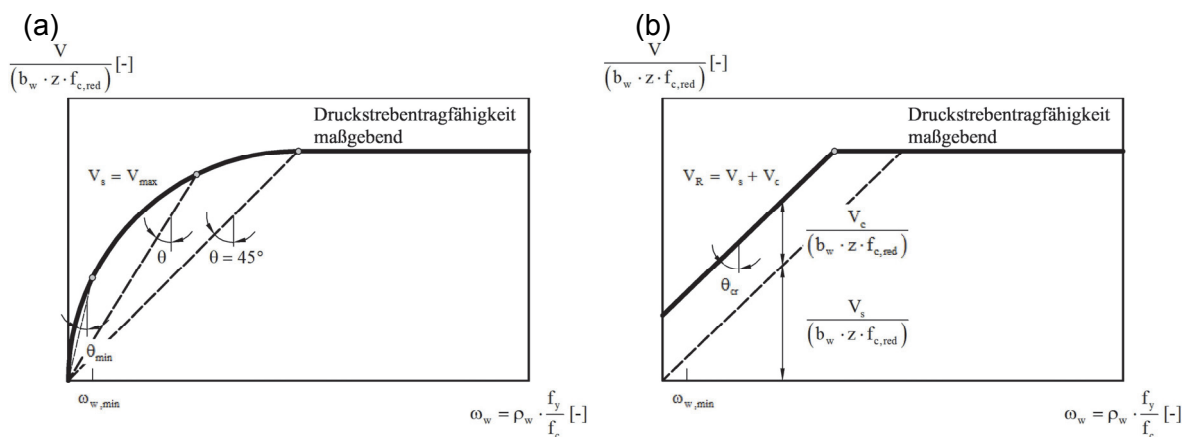 (a)
V
(b_w · z · f_c,red) [-]
Druckstrebentragfähigkeit
maßgebend
V_s = V_max
θ
θ = 45°
θ_min
ω_w,min
ω_w = ρ_w · f_y/f_c [-]
(b)
V
(b_w · z · f_c,red) [-]
Druckstrebentragfähigkeit
maßgebend
V_R = V_s + V_c
V_c
(b_w · z · f_c,red)
θ_cr
V_s
(b_w · z · f_c,red)
ω_w,min
ω_w = ρ_w · f_y/f_c [-]